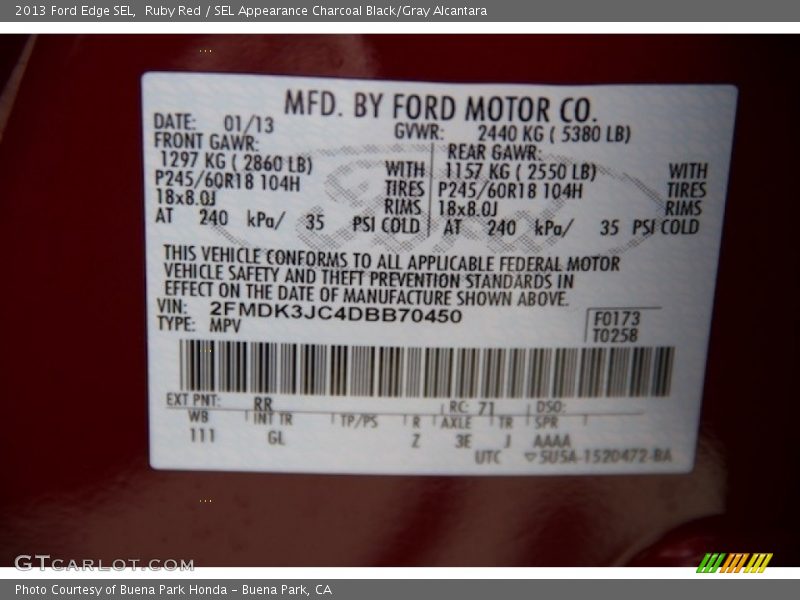 2013 Ford Edge SEL,  Ruby Red / SEL Appearance Charcoal Black/Gray Alcantara
MFD. BY FORD MOTOR CO.
DATE: 01/13 GVWR: 2440 KG ( 5380 LB)
FRONT GAWR: REAR GAWR:
1297 KG ( 2860 LB) WITH 1157 KG ( 2550 LB) WITH
P245/60R18 104H TIRES P245/60R18 104H TIRES
18x8.0J RIMS 18x8.0J RIMS
AT 240 kPa/ 35 PSI COLD AT 240 kPa/ 35 PSI COLD
Ford
THIS VEHICLE CONFORMS TO ALL APPLICABLE FEDERAL MOTOR
VEHICLE SAFETY AND THEFT PREVENTION STANDARDS IN
EFFECT ON THE DATE OF MANUFACTURE SHOWN ABOVE.
VIN: 2FMDK3JC4DBB70450
TYPE: MPV
F0173
T0258
EXT PNT: RR RC: 71 DSO:
WB INT TR TP/PS R AXLE TR SPR
111 GL Z 3E J AAAA
UTC ▽5U5A-1520472-BA
GTCARLOT.COM
Photo Courtesy of Buena Park Honda – Buena Park, CA